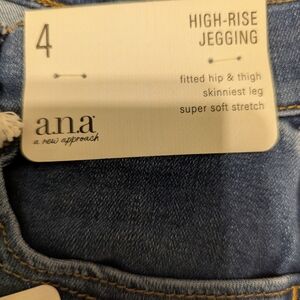 4
HIGH-RISE
JEGGING
fitted hip & thigh
skinniest leg
super soft stretch
a.n.a
a new approach